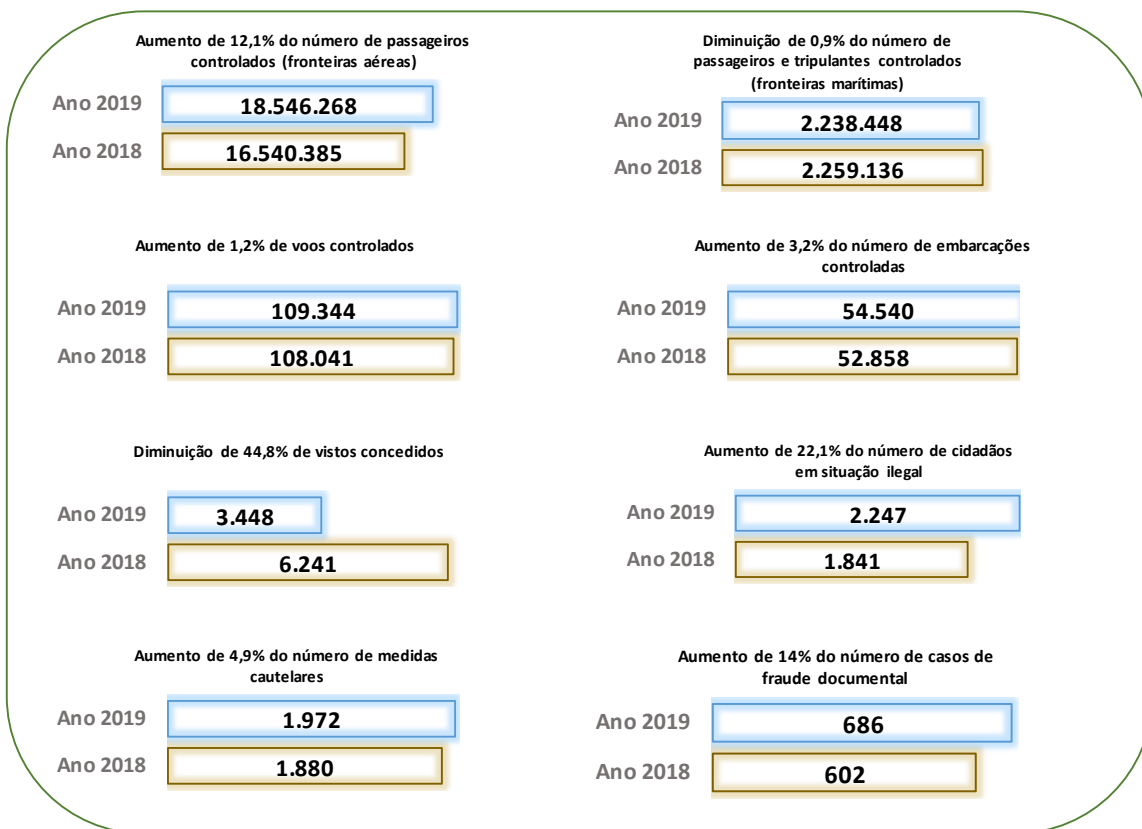 Aumento de 12,1% do número de passageiros
controlados (fronteiras aéreas)
Ano 2019
18.546.268
Ano 2018
16.540.385
Diminuição de 0,9% do número de
passageiros e tripulantes controlados
(fronteiras marítimas)
Ano 2019
2.238.448
Ano 2018
2.259.136
Aumento de 1,2% de voos controlados
Ano 2019
109.344
Ano 2018
108.041
Aumento de 3,2% do número de embarcações
controladas
Ano 2019
54.540
Ano 2018
52.858
Diminuição de 44,8% de vistos concedidos
Ano 2019
3.448
Ano 2018
6.241
Aumento de 22,1% do número de cidadãos
em situação ilegal
Ano 2019
2.247
Ano 2018
1.841
Aumento de 4,9% do número de medidas
cautelares
Ano 2019
1.972
Ano 2018
1.880
Aumento de 14% do número de casos de
fraude documental
Ano 2019
686
Ano 2018
602